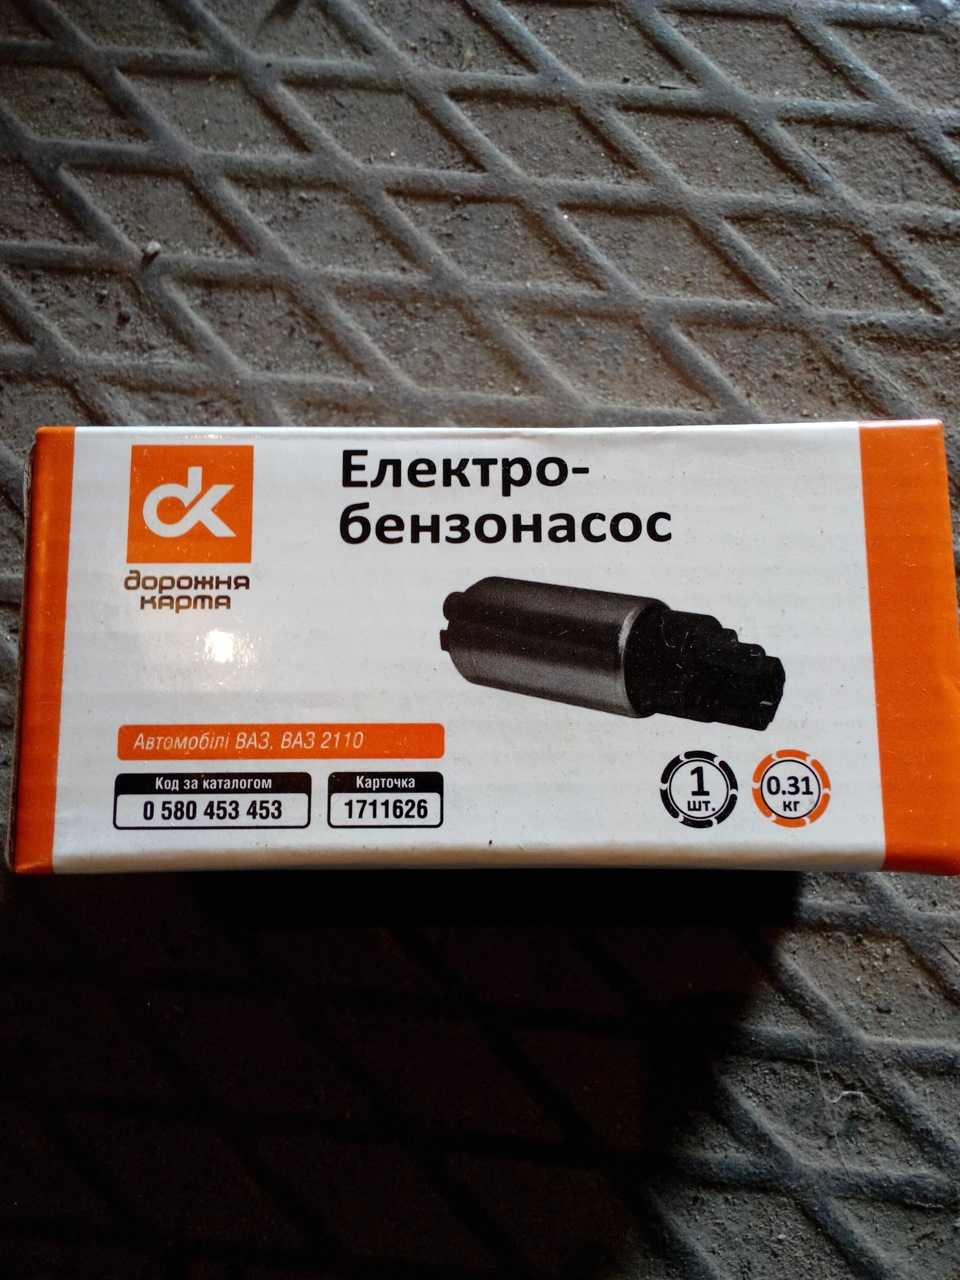 дк
дорожня
карта
Електро-
бензонасос
Автомобілі ВАЗ, ВАЗ 2110
Код за каталогом
0 580 453 453
Карточка
1711626
1
шт.
0.31
кг